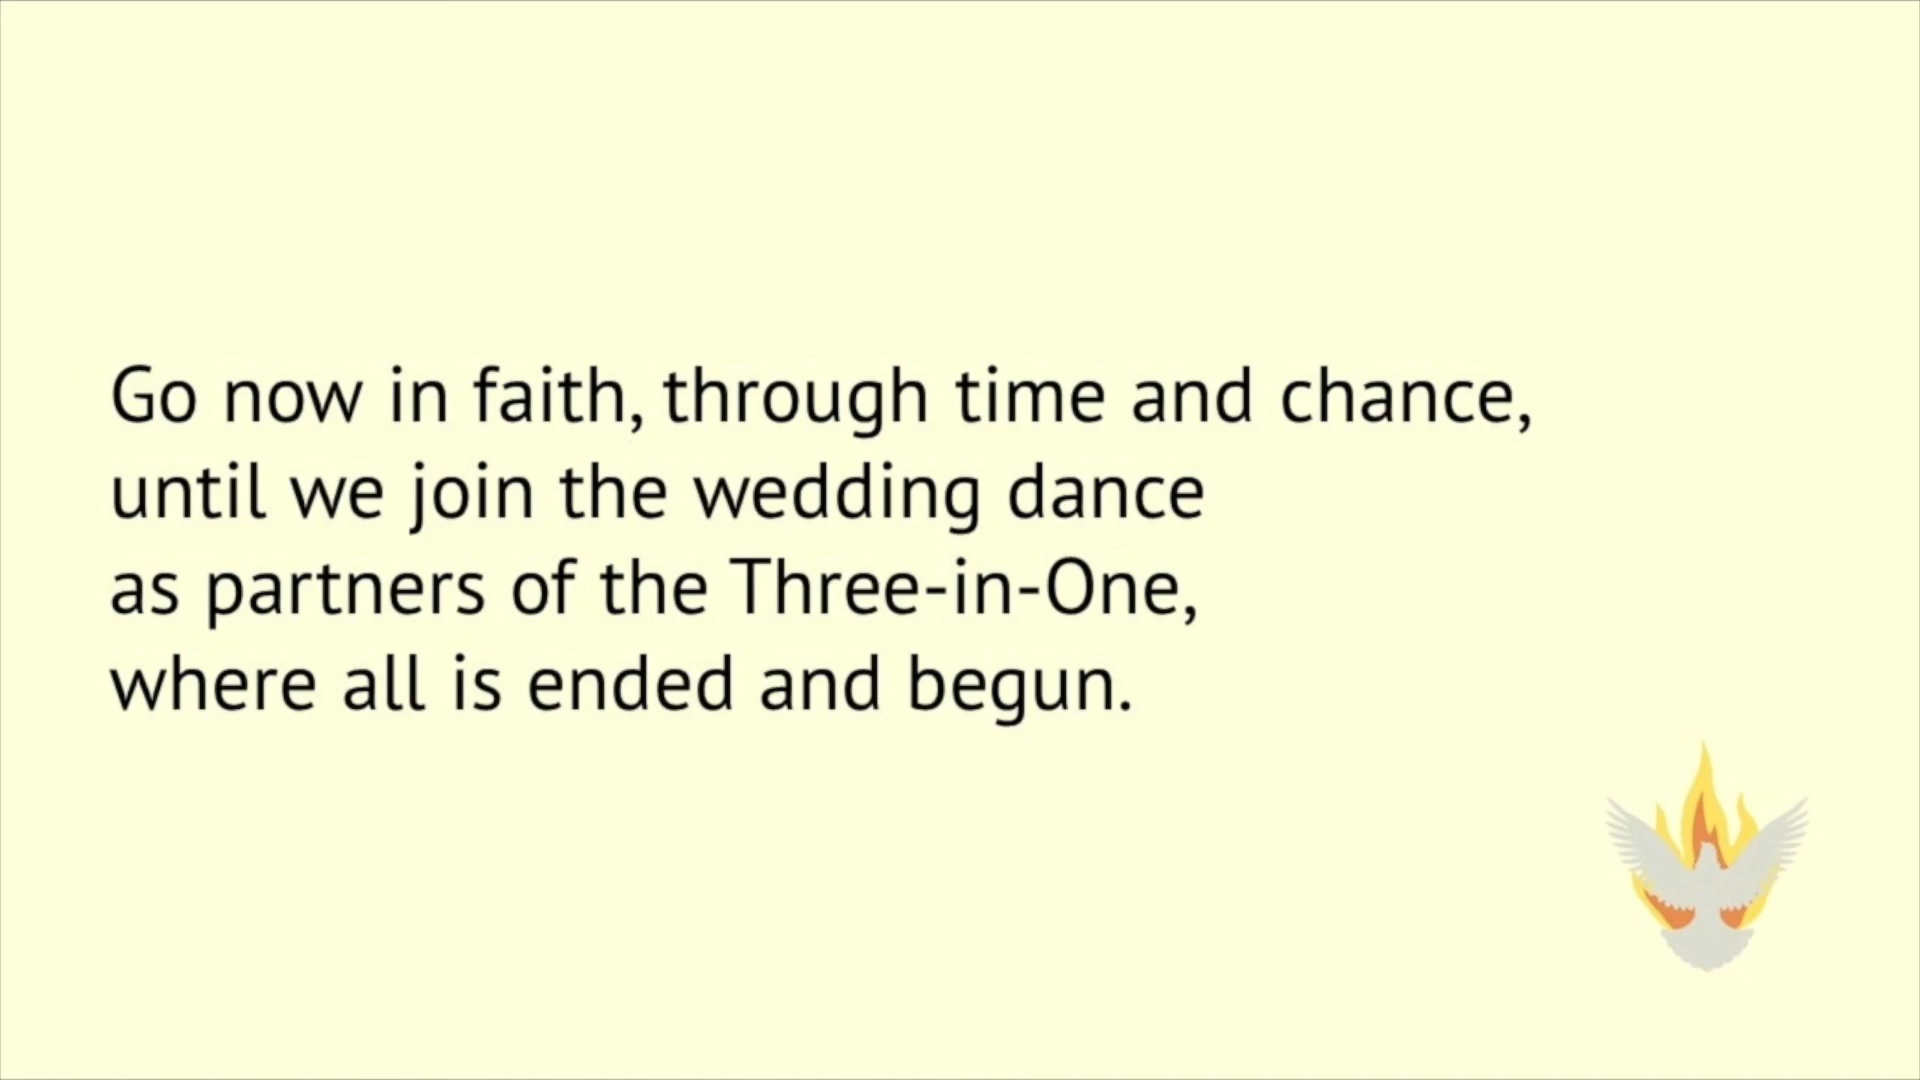 Go now in faith, through time and chance,
until we join the wedding dance
as partners of the Three-in-One,
where all is ended and begun.